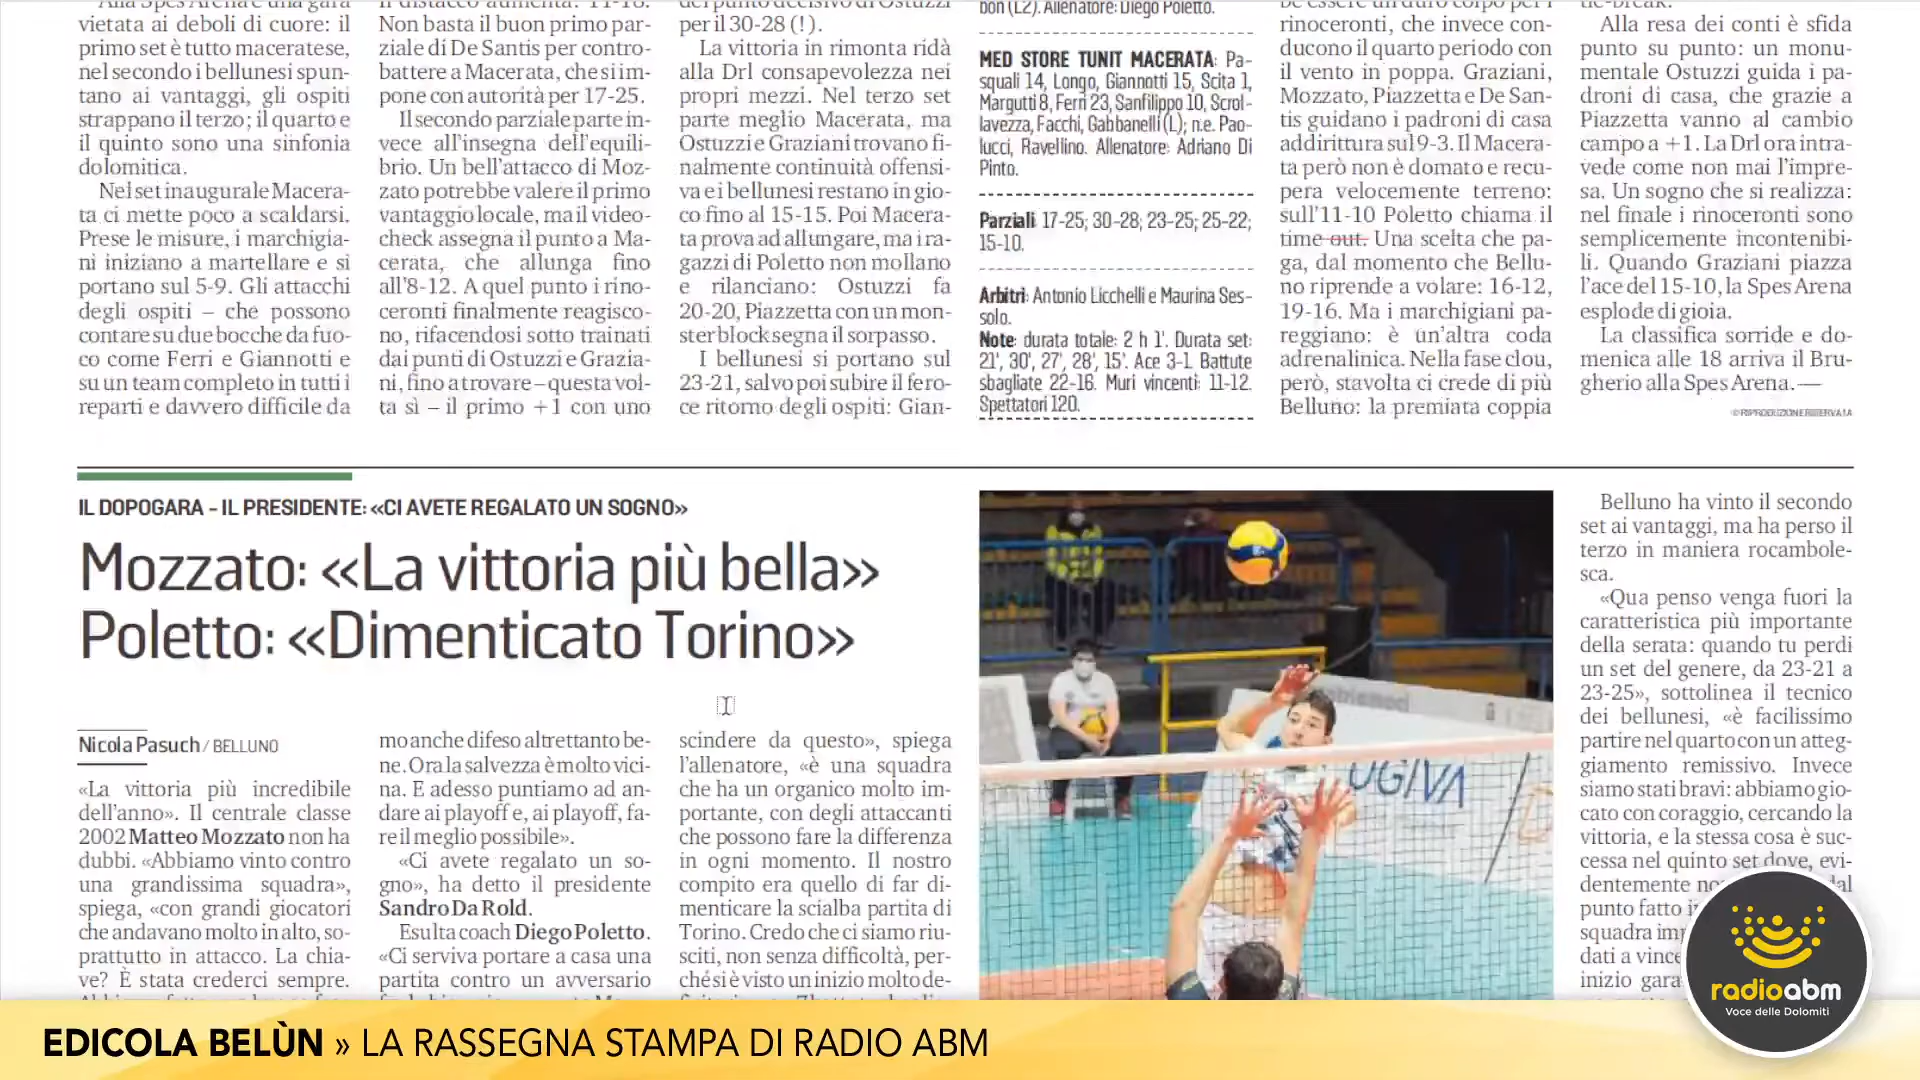 vietata ai deboli di cuore: il
primo set è tutto maceratese,
nel secondo i bellunesi spun-
tano ai vantaggi, gli ospiti
strappano il terzo; il quarto e
il quinto sono una sinfonia
dolomitica.
Nel set inaugurale Macera-
ta ci mette poco a scaldarsi.
Prese le misure, i marchigia-
ni iniziano a martellare e si
portano sul 5-9. Gli attacchi
degli ospiti – che possono
contare su due bocche da fuo-
co come Ferri e Giannotti e
su un team completo in tutti i
reparti e davvero difficile da
Non basta il buon primo par-
ziale di De Santis per contro-
battere a Macerata, che si im-
pone con autorità per 17-25.
Il secondo parziale parte in-
vece all'insegna dell'equili-
brio. Un bell'attacco di Moz-
zato potrebbe valere il primo
vantaggio locale, ma il video-
check assegna il punto a Ma-
cerata, che allunga fino
all'8-12. A quel punto i rino-
ceronti finalmente reagisco-
no, rifacendosi sotto trainati
dai punti di Ostuzzi e Grazia-
ni, fino a trovare – questa vol-
ta sì – il primo +1 con uno
per il 30-28 (!).
La vittoria in rimonta ridà
alla Drl consapevolezza nei
propri mezzi. Nel terzo set
parte meglio Macerata, ma
Ostuzzi e Graziani trovano fi-
nalmente continuità offensi-
va e i bellunesi restano in gio-
co fino al 15-15. Poi Macera-
ta prova ad allungare, ma i ra-
gazzi di Poletto non mollano
e rilanciano: Ostuzzi fa
20-20, Piazzetta con un mon-
ster block segna il sorpasso.
I bellunesi si portano sul
23-21, salvo poi subire il fero-
ce ritorno degli ospiti: Gian-
bon (L2). Allenatore: Diego Poletto.
MED STORE TUNIT MACERATA: Pa-
squali 14, Longo, Giannotti 15, Scita 1,
Margutti 8, Ferri 23, Sanfilippo 10, Scrol-
lavezza, Facchi, Gabbanelli (L); n.e. Pao-
lucci, Ravellino. Allenatore: Adriano Di
Pinto.
Parziali: 17-25; 30-28; 23-25; 25-22;
15-10.
Arbitri: Antonio Licchelli e Maurina Ses-
solo.
Note: durata totale: 2 h 1'. Durata set:
21', 30', 27', 28', 15'. Ace 3-1. Battute
sbagliate 22-16. Muri vincenti: 11-12.
Spettatori 120.
rinoceronti, che invece con-
ducono il quarto periodo con
il vento in poppa. Graziani,
Mozzato, Piazzetta e De San-
tis guidano i padroni di casa
addirittura sul 9-3. Il Macera-
ta però non è domato e recu-
pera velocemente terreno:
sull'11-10 Poletto chiama il
time out. Una scelta che pa-
ga, dal momento che Bellu-
no riprende a volare: 16-12,
19-16. Ma i marchigiani pa-
reggiano: è un'altra coda
adrenalinica. Nella fase clou,
però, stavolta ci crede di più
Belluno: la premiata coppia
tie-break.
Alla resa dei conti è sfida
punto su punto: un monu-
mentale Ostuzzi guida i pa-
droni di casa, che grazie a
Piazzetta vanno al cambio
campo a +1. La Drl ora intra-
vede come non mai l'impre-
sa. Un sogno che si realizza:
nel finale i rinoceronti sono
semplicemente incontenibi-
li. Quando Graziani piazza
l'ace del 15-10, la Spes Arena
esplode di gioia.
La classifica sorride e do-
menica alle 18 arriva il Bru-
gherio alla Spes Arena. —
© RIPRODUZIONE RISERVATA
IL DOPOGARA - IL PRESIDENTE: «CI AVETE REGALATO UN SOGNO»
Mozzato: «La vittoria più bella»
Poletto: «Dimenticato Torino»
Nicola Pasuch / BELLUNO
«La vittoria più incredibile
dell'anno». Il centrale classe
2002 Matteo Mozzato non ha
dubbi. «Abbiamo vinto contro
una grandissima squadra»,
spiega, «con grandi giocatori
che andavano molto in alto, so-
prattutto in attacco. La chia-
ve? È stata crederci sempre.
mo anche difeso altrettanto be-
ne. Ora la salvezza è molto vici-
na. E adesso puntiamo ad an-
dare ai playoff e, ai playoff, fa-
re il meglio possibile».
«Ci avete regalato un so-
gno», ha detto il presidente
Sandro Da Rold.
Esulta coach Diego Poletto.
«Ci serviva portare a casa una
partita contro un avversario
scindere da questo», spiega
l'allenatore, «è una squadra
che ha un organico molto im-
portante, con degli attaccanti
che possono fare la differenza
in ogni momento. Il nostro
compito era quello di far di-
menticare la scialba partita di
Torino. Credo che ci siamo riu-
sciti, non senza difficoltà, per-
ché si è visto un inizio molto de-
Belluno ha vinto il secondo
set ai vantaggi, ma ha perso il
terzo in maniera rocambole-
sca.
«Qua penso venga fuori la
caratteristica più importante
della serata: quando tu perdi
un set del genere, da 23-21 a
23-25», sottolinea il tecnico
dei bellunesi, «è facilissimo
partire nel quarto con un atteg-
giamento remissivo. Invece
siamo stati bravi: abbiamo gio-
cato con coraggio, cercando la
vittoria, e la stessa cosa è suc-
cessa nel quinto set dove, evi-
dentemente
punto fatto
squadra
dati a vince
inizio gara
radioabm
Voce delle Dolomiti
EDICOLA BELÙN » LA RASSEGNA STAMPA DI RADIO ABM